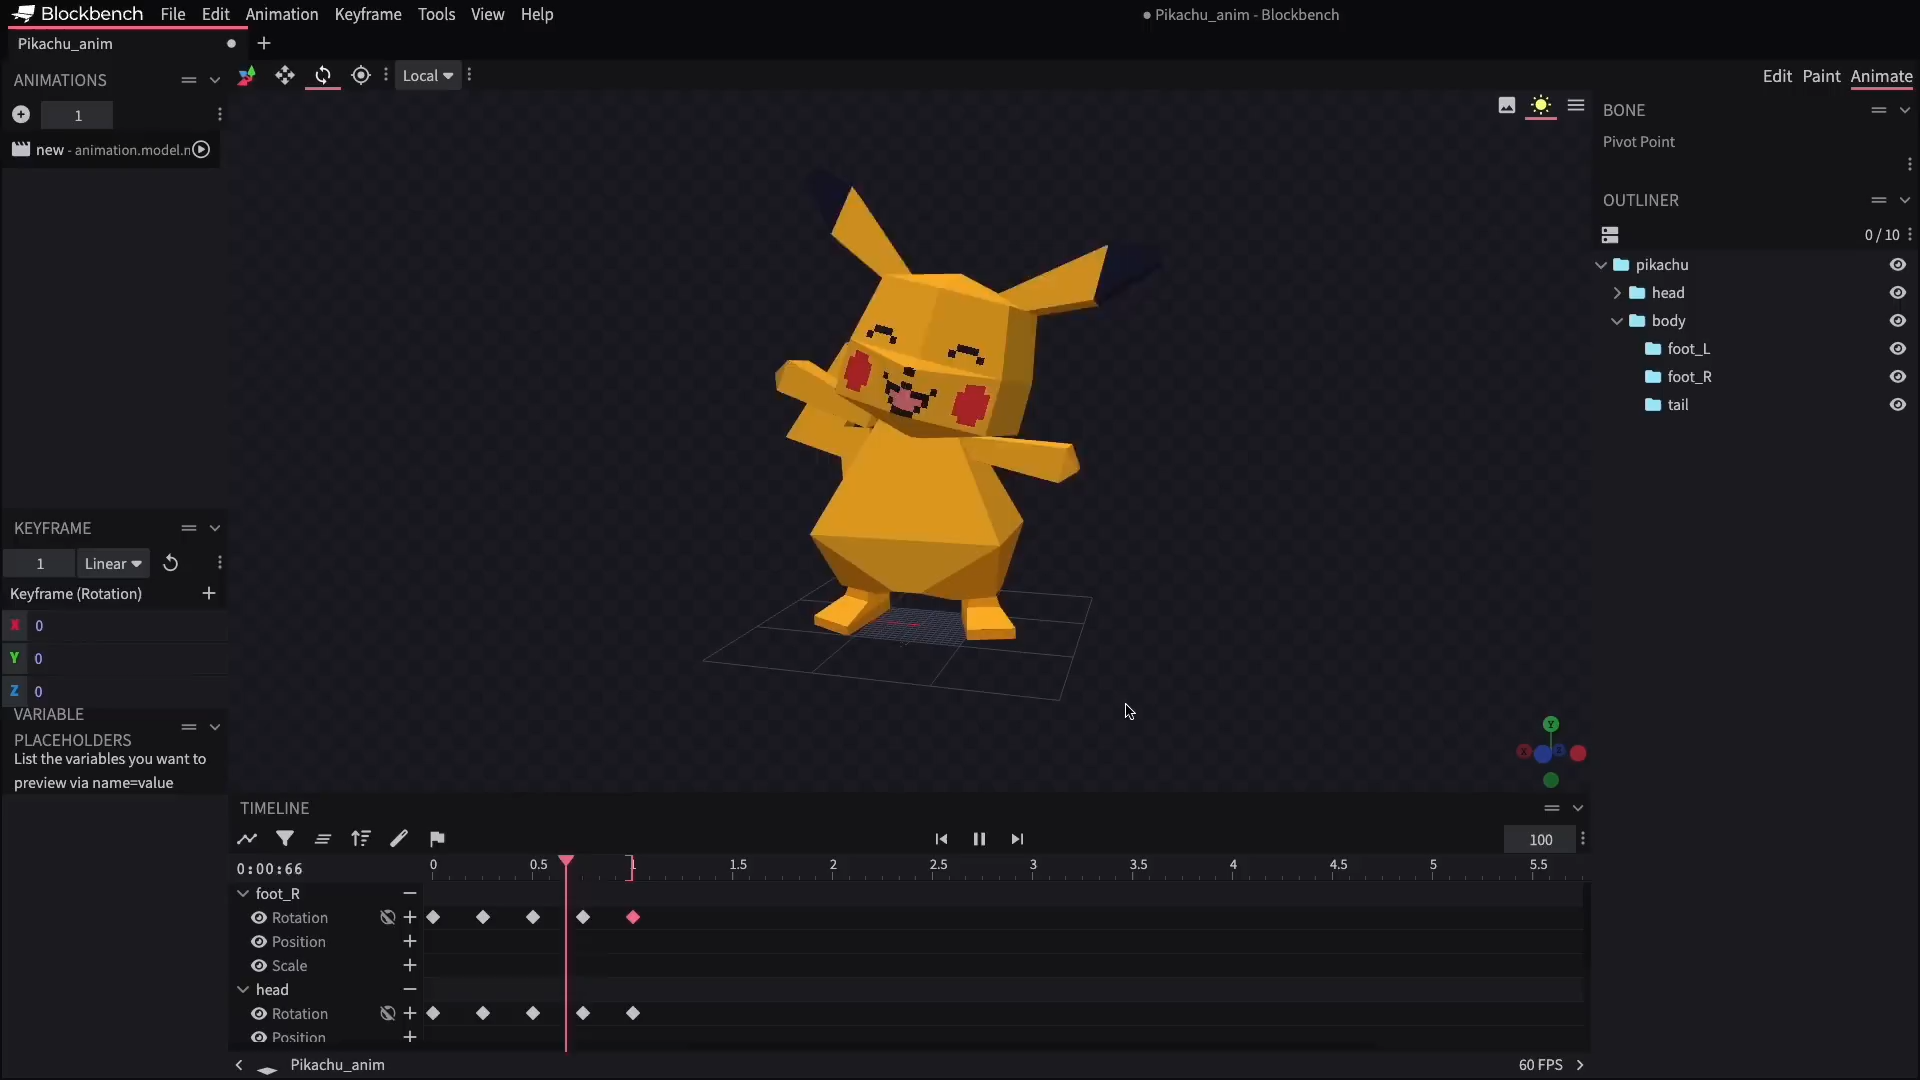 Blockbench File Edit Animation Keyframe Tools View Help
Pikachu_anim - Blockbench
Pikachu_anim
ANIMATIONS
Local
Edit Paint Animate
1
new - animation.model.n
BONE
Pivot Point
OUTLINER
0 / 10
pikachu
head
body
foot_L
foot_R
tail
KEYFRAME
1 Linear
Keyframe (Rotation)
X 0
Y 0
Z 0
VARIABLE
PLACEHOLDERS
List the variables you want to
preview via name=value
Y
X Z
TIMELINE
100
0:00:66
0 0.5 1 1.5 2 2.5 3 3.5 4 4.5 5 5.5
foot_R
Rotation
Position
Scale
head
Rotation
Position
Pikachu_anim
60 FPS